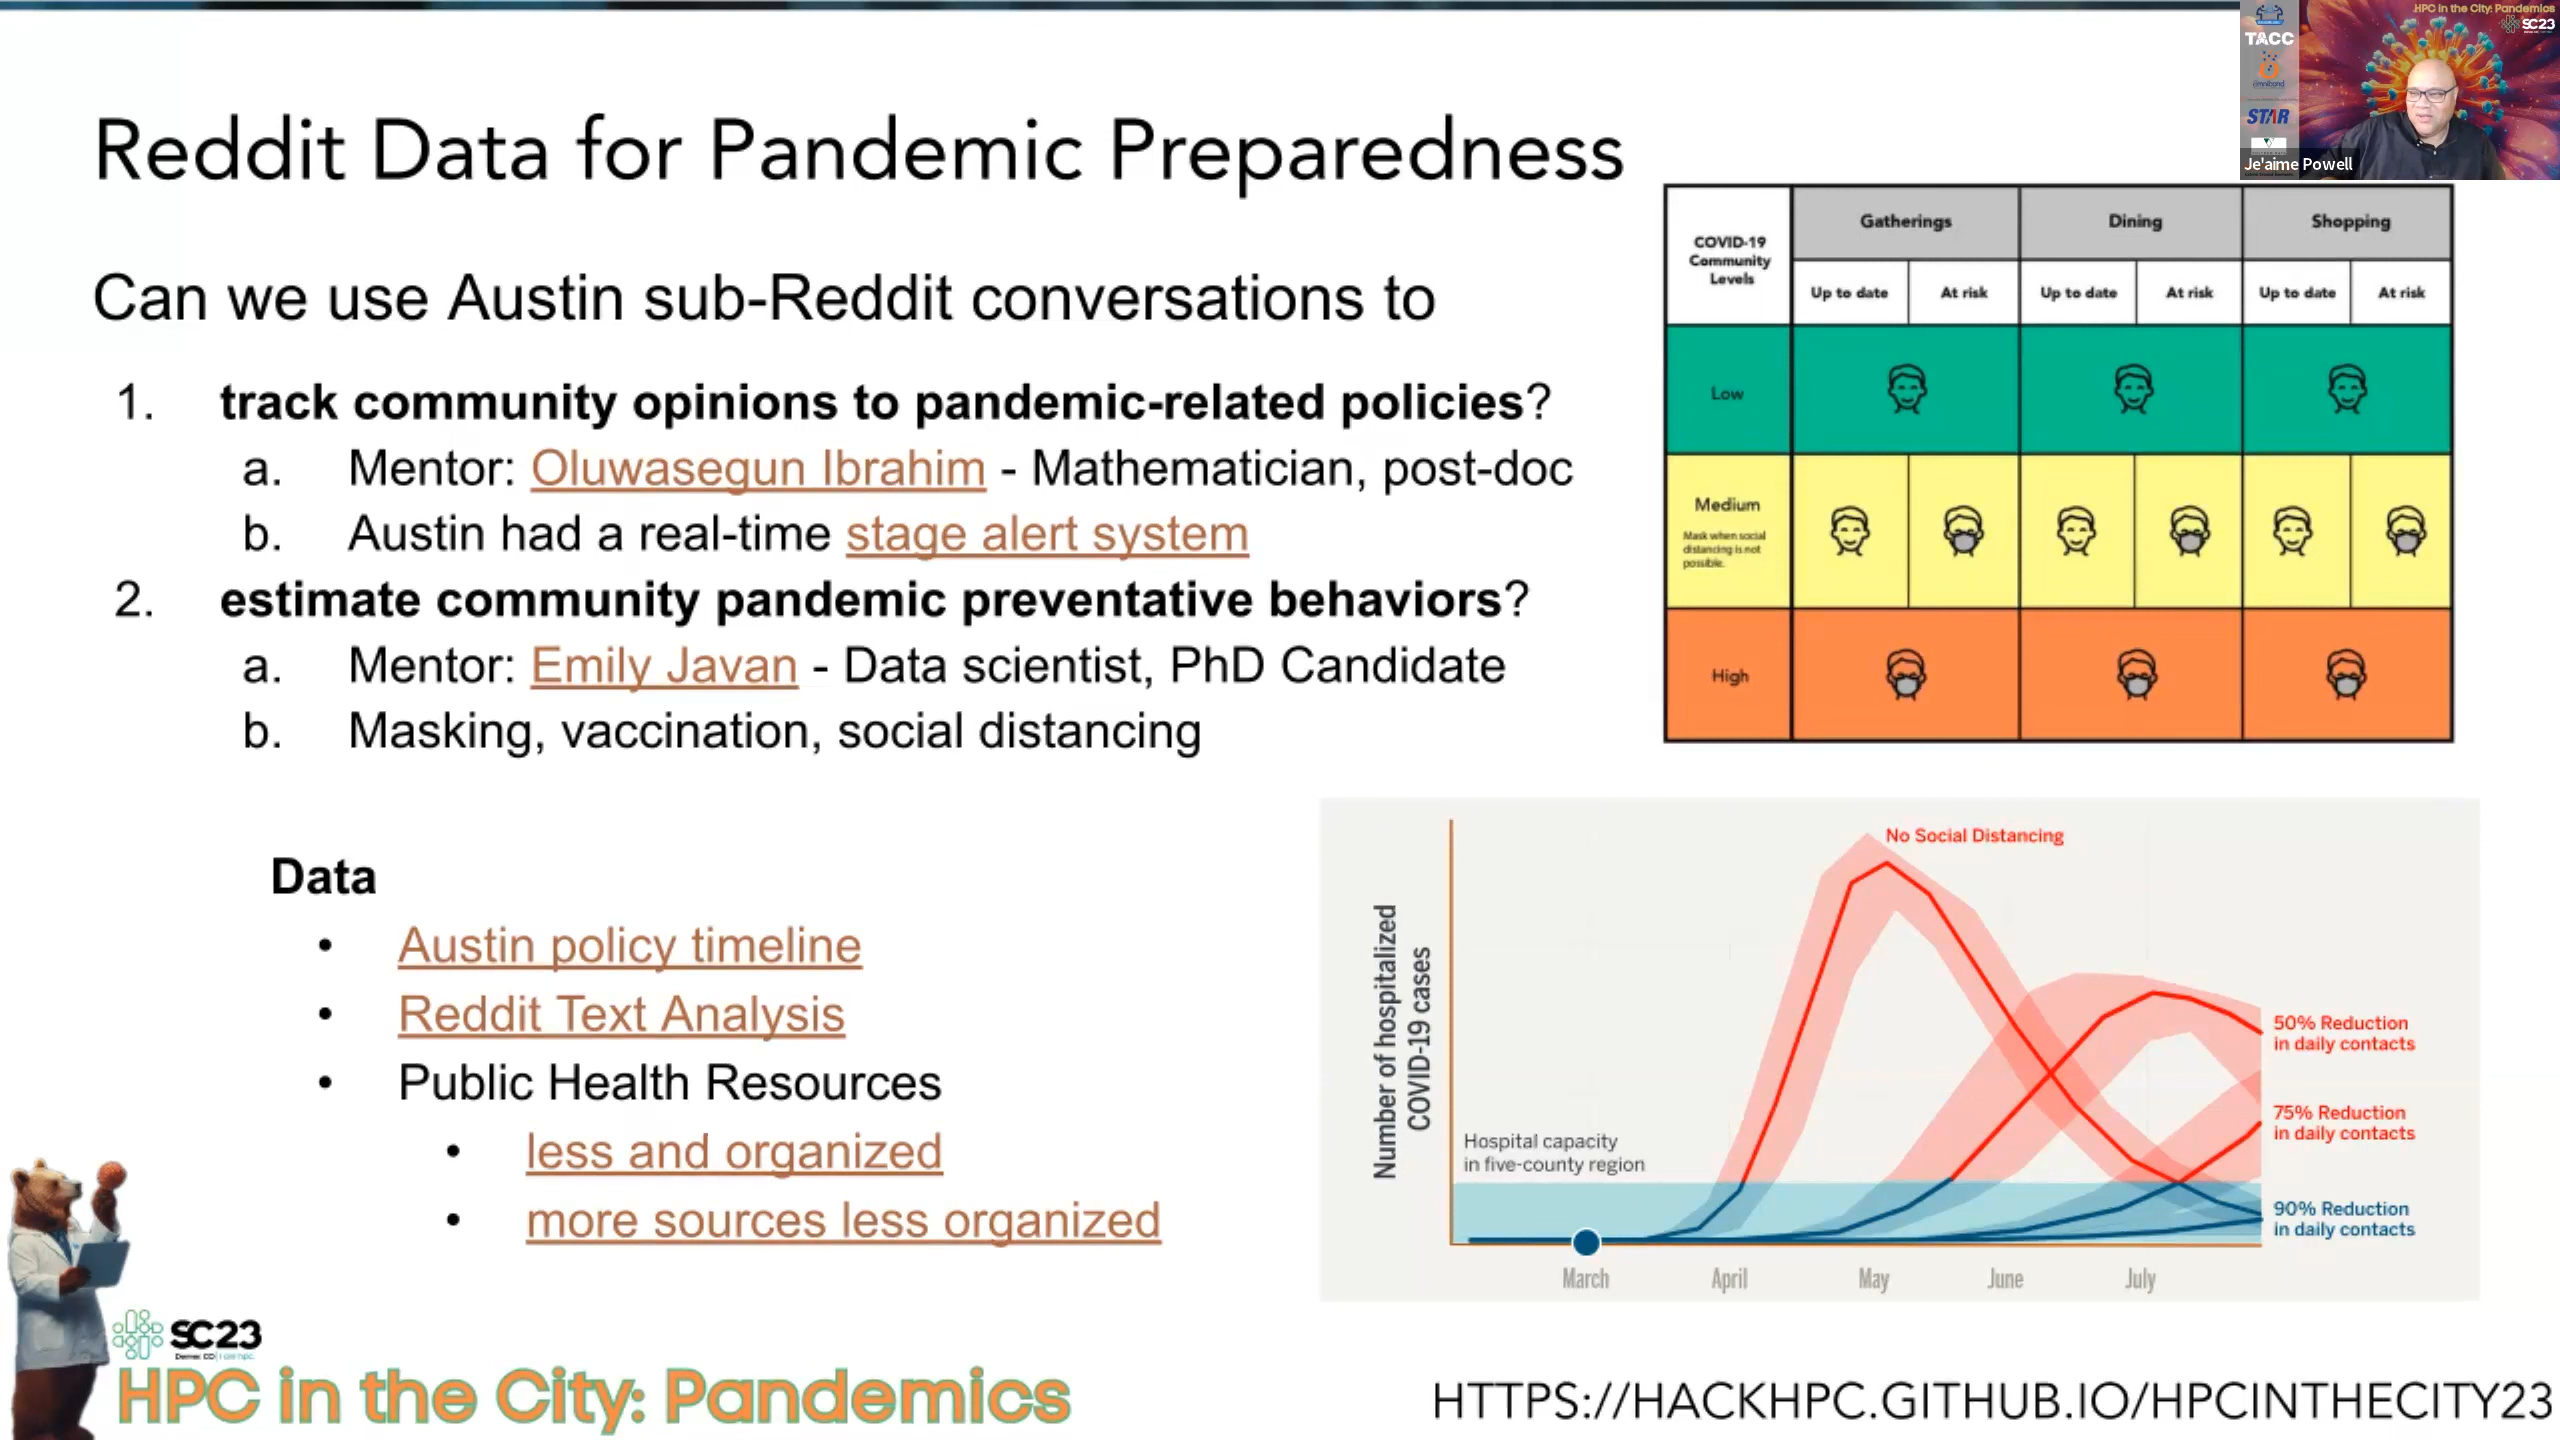 HPC in the City: Pandemics
SC23
TACC
omnibond
STAR
Je'aime Powell
Reddit Data for Pandemic Preparedness
Can we use Austin sub-Reddit conversations to
1. track community opinions to pandemic-related policies?
a. Mentor: Oluwasegun Ibrahim - Mathematician, post-doc
b. Austin had a real-time stage alert system
2. estimate community pandemic preventative behaviors?
a. Mentor: Emily Javan - Data scientist, PhD Candidate
b. Masking, vaccination, social distancing
COVID-19
Community
Levels
Gatherings Dining Shopping
Up to date At risk Up to date At risk Up to date At risk
Low
Medium
Mask when social
distancing is not
possible.
High
Data
• Austin policy timeline
• Reddit Text Analysis
• Public Health Resources
• less and organized
• more sources less organized
Number of hospitalized
COVID-19 cases
No Social Distancing
50% Reduction
in daily contacts
75% Reduction
in daily contacts
90% Reduction
in daily contacts
Hospital capacity
in five-county region
March April May June July
SC23
HPC in the City: Pandemics
HTTPS://HACKHPC.GITHUB.IO/HPCINTHECITY23